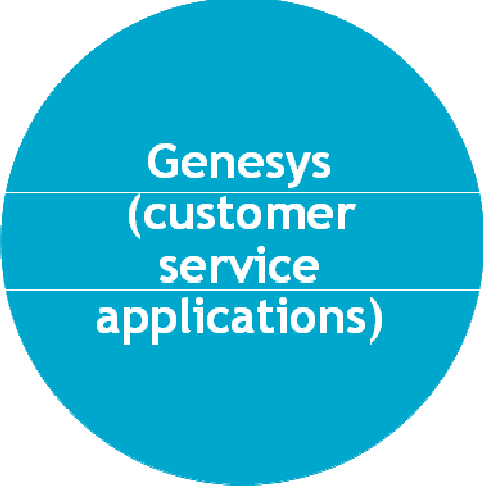 Genesys
(customer
service
applications)